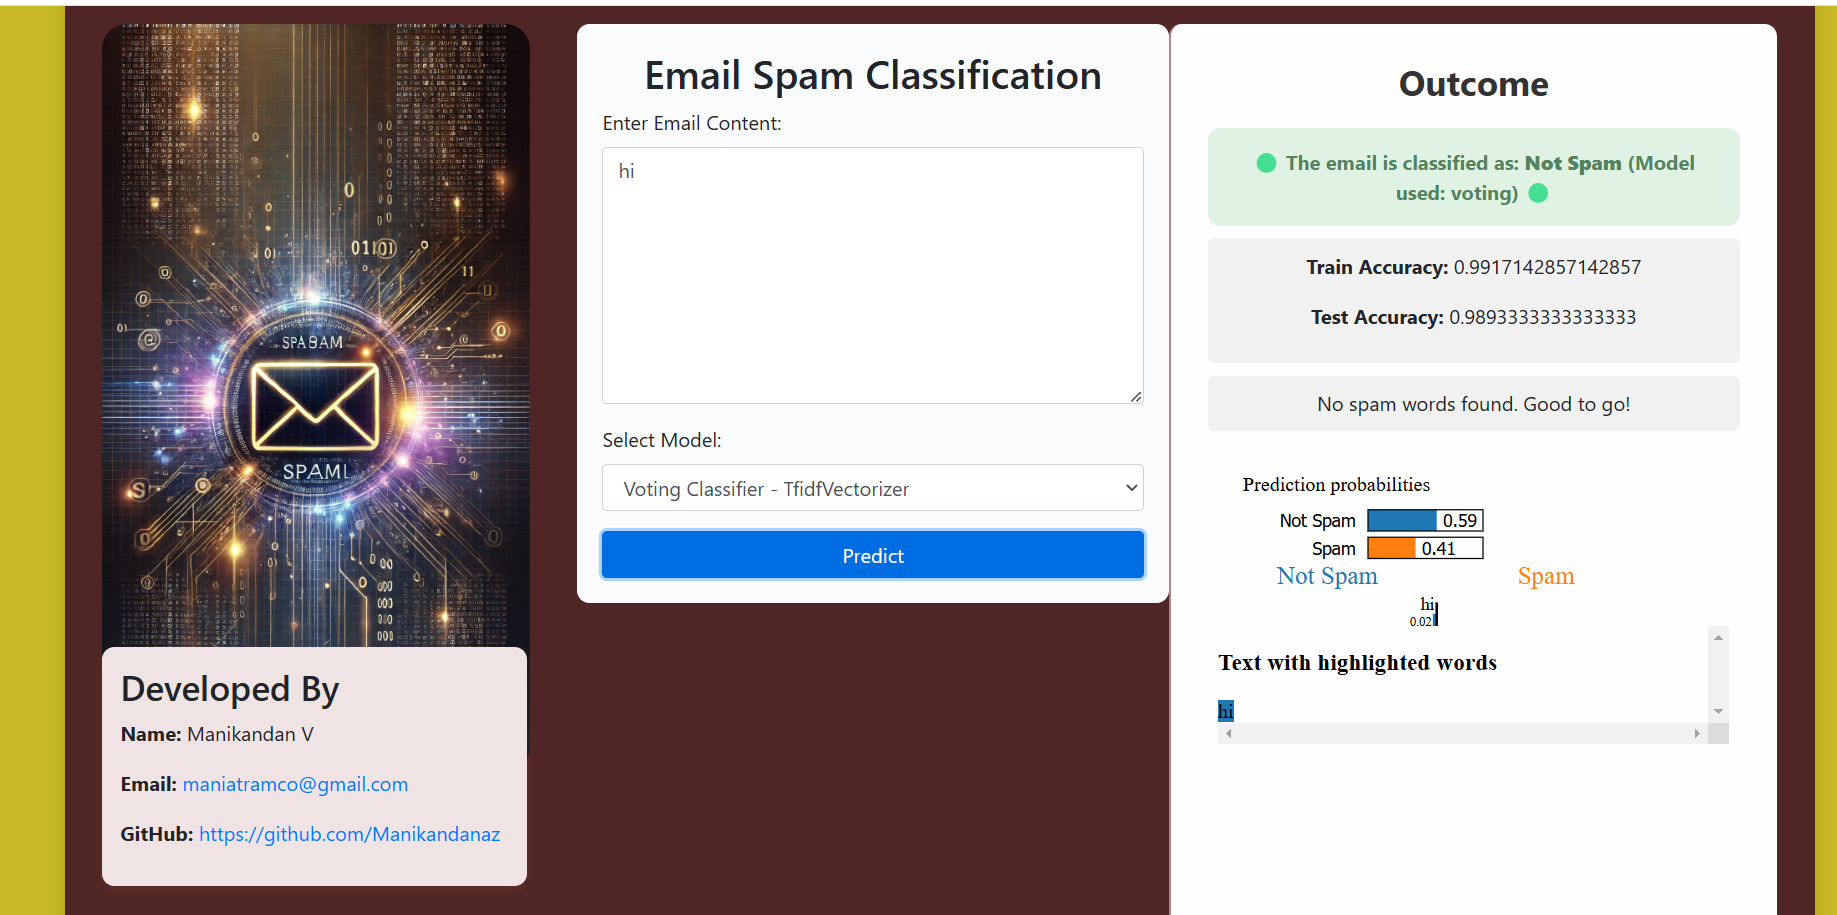 SPABAM
SPAM!
Developed By
Name: Manikandan V
Email: maniatramco@gmail.com
GitHub: https://github.com/Manikandanaz
Email Spam Classification
Enter Email Content:
hi
Select Model:
Voting Classifier - TfidfVectorizer
Predict
Outcome
The email is classified as: Not Spam (Model
used: voting)
Train Accuracy: 0.9917142857142857
Test Accuracy: 0.9893333333333333
No spam words found. Good to go!
Prediction probabilities
Not Spam 0.59
Spam 0.41
Not Spam Spam
hi
0.02
Text with highlighted words
hi